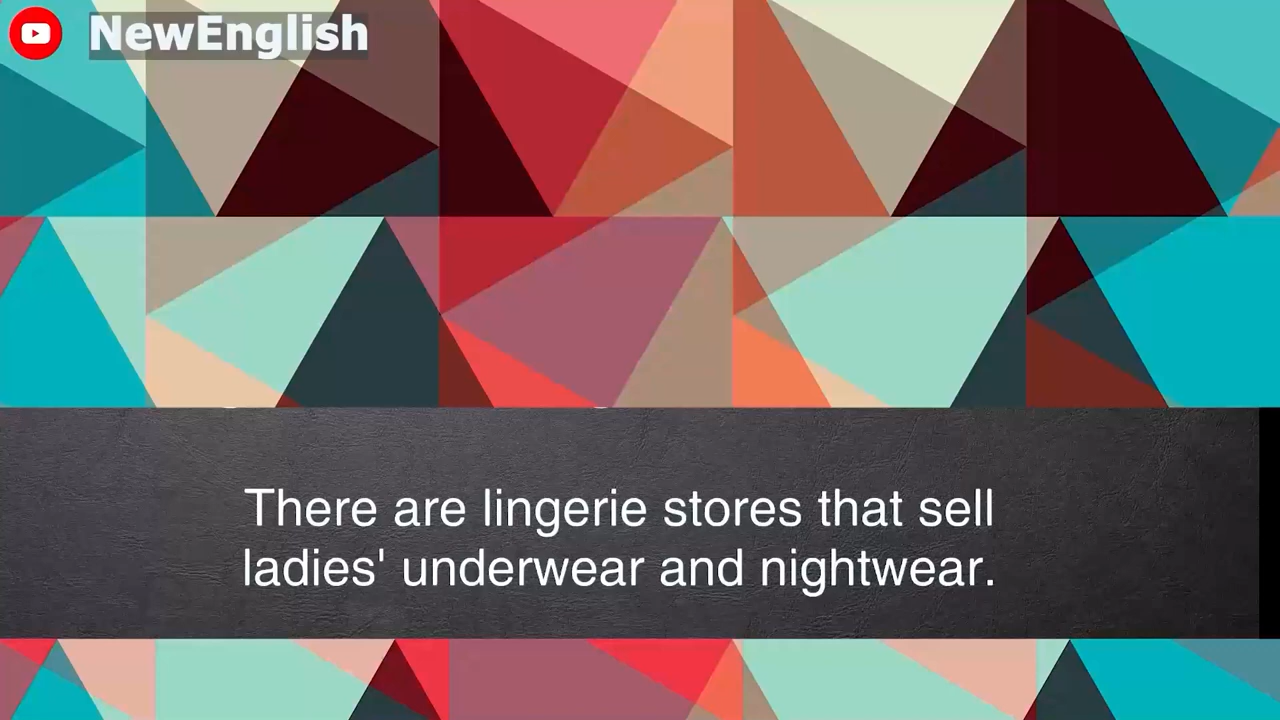 NewEnglish
There are lingerie stores that sell
ladies' underwear and nightwear.